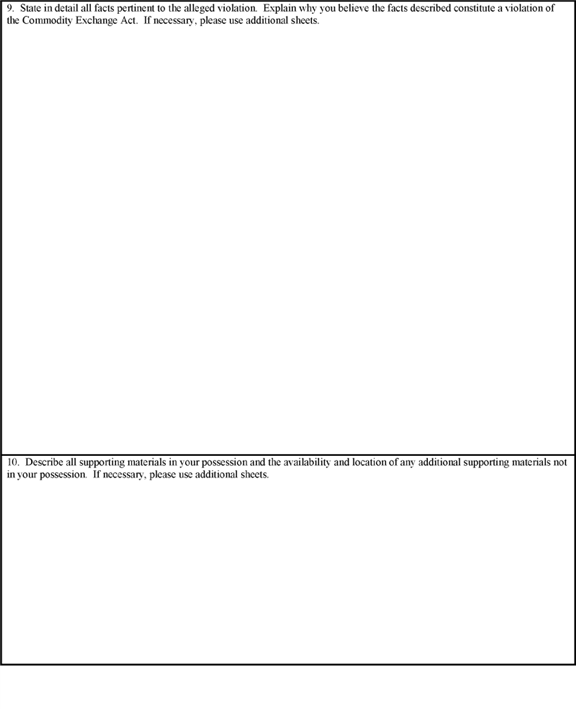 9. State in detail all facts pertinent to the alleged violation. Explain why you believe the facts described constitute a violation of
the Commodity Exchange Act. If necessary, please use additional sheets.
10. Describe all supporting materials in your possession and the availability and location of any additional supporting materials not
in your possession. If necessary, please use additional sheets.